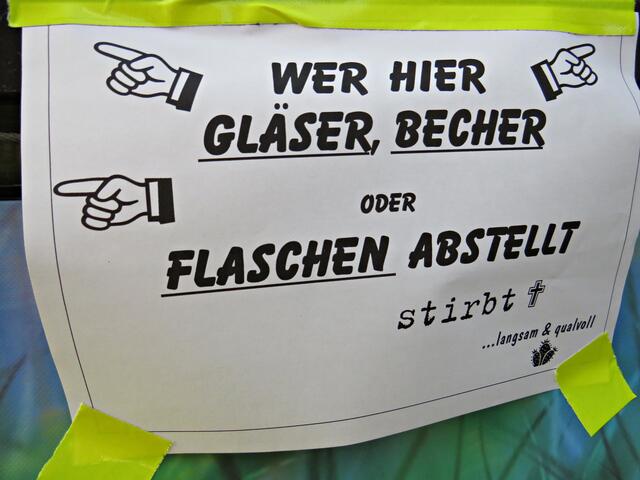 WER HIER
GLÄSER, BECHER
ODER
FLASCHEN ABSTELLT
stirbt
...langsam & qualvoll